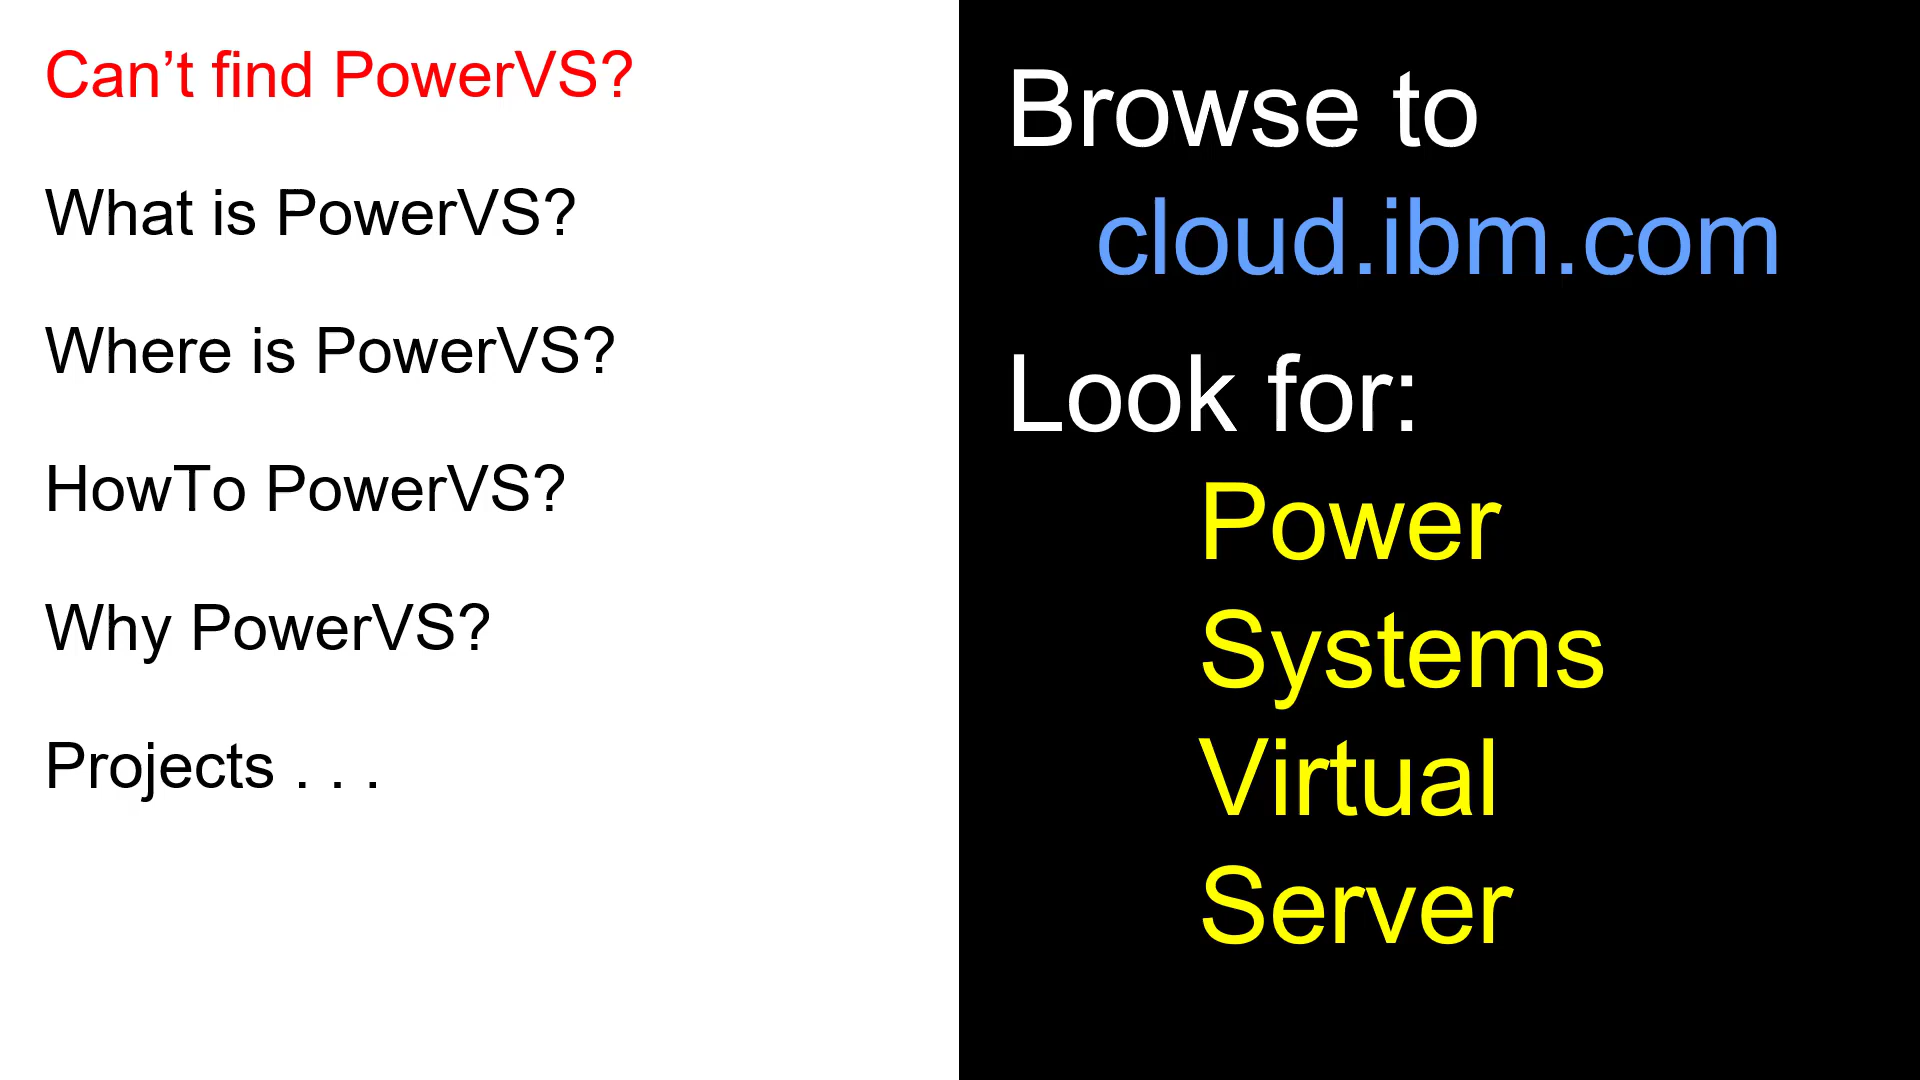 Can’t find PowerVS?
What is PowerVS?
Where is PowerVS?
HowTo PowerVS?
Why PowerVS?
Projects . . .
Browse to
cloud.ibm.com
Look for:
Power
Systems
Virtual
Server